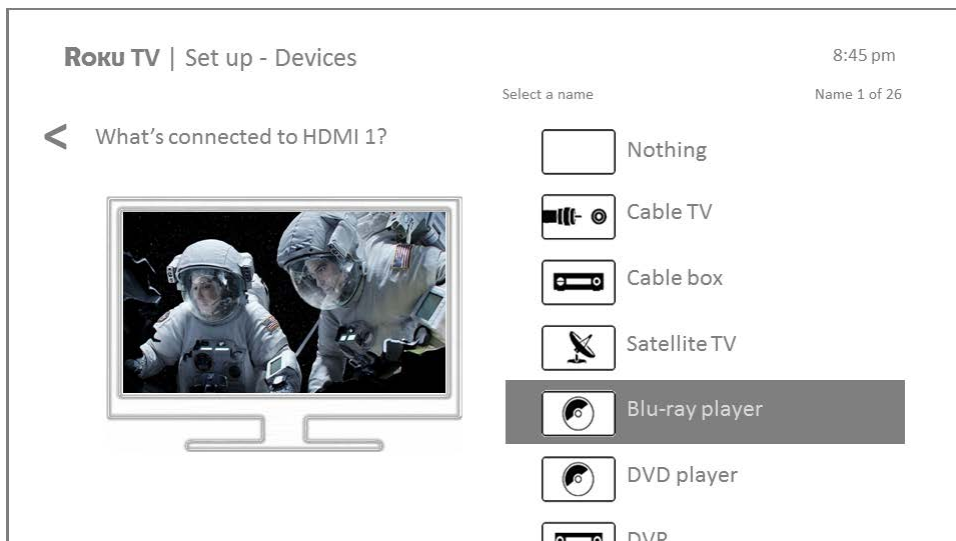 ROKU TV | Set up - Devices
8:45 pm
Select a name
Name 1 of 26
< What's connected to HDMI 1?
Nothing
Cable TV
Cable box
Satellite TV
Blu-ray player
DVD player
DVR